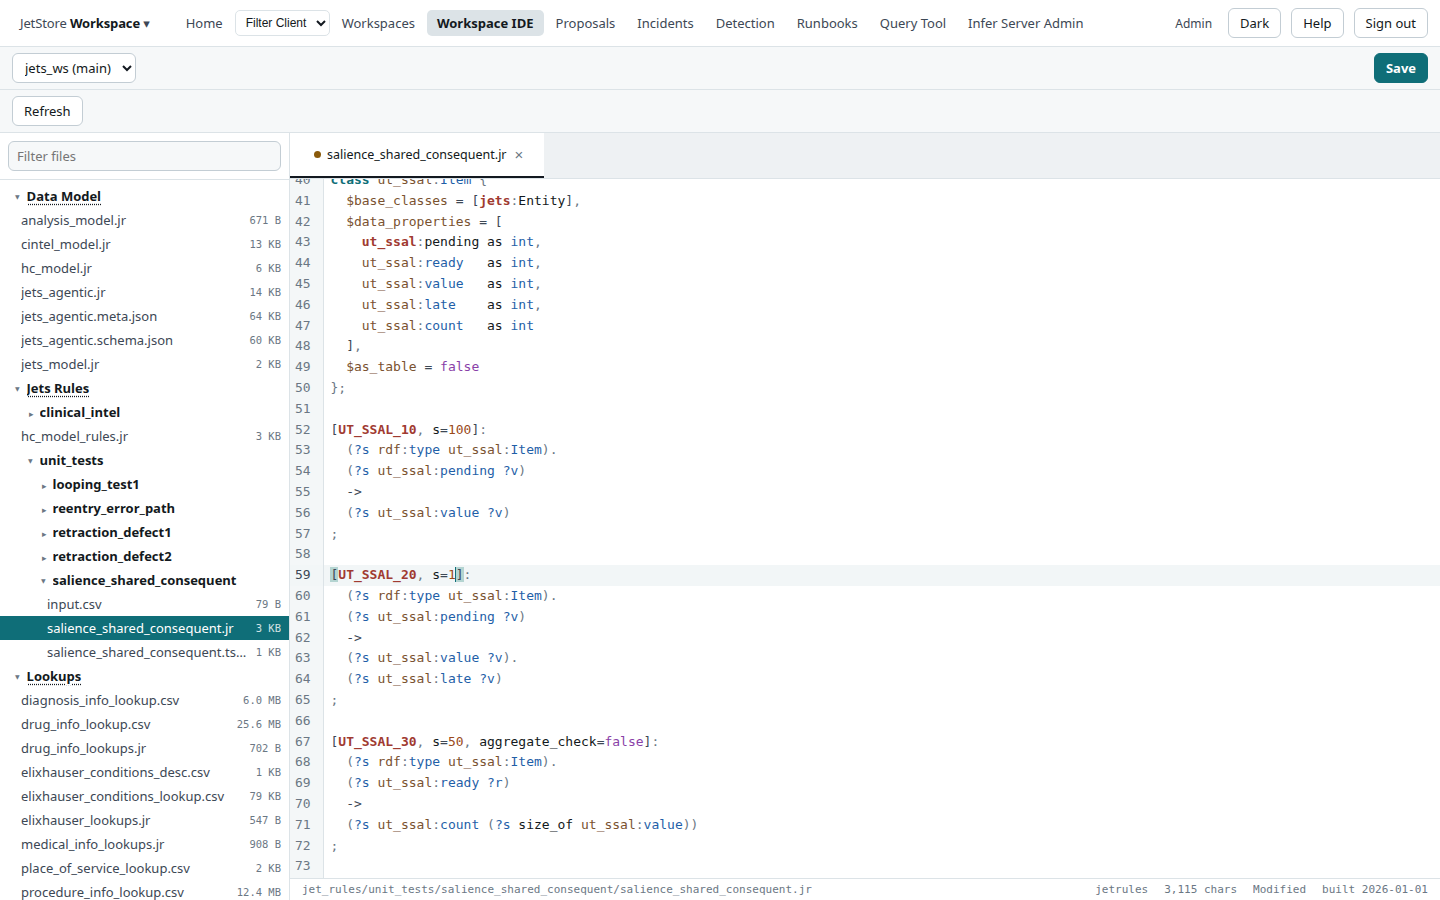 JetStore Workspace ▾ Home Filter Client Workspaces Workspace IDE Proposals Incidents Detection Runbooks Query Tool Infer Server Admin Admin Dark Help Sign out
jets_ws (main) Save
Refresh
Filter files
salience_shared_consequent.jr ×
▾ Data Model
analysis_model.jr 671 B
cintel_model.jr 13 KB
hc_model.jr 6 KB
jets_agentic.jr 14 KB
jets_agentic.meta.json 64 KB
jets_agentic.schema.json 60 KB
jets_model.jr 2 KB
▾ Jets Rules
▸ clinical_intel
hc_model_rules.jr 3 KB
▾ unit_tests
▸ looping_test1
▸ reentry_error_path
▸ retraction_defect1
▸ retraction_defect2
▾ salience_shared_consequent
input.csv 79 B
salience_shared_consequent.jr 3 KB
salience_shared_consequent.ts... 1 KB
▾ Lookups
diagnosis_info_lookup.csv 6.0 MB
drug_info_lookup.csv 25.6 MB
drug_info_lookups.jr 702 B
elixhauser_conditions_desc.csv 1 KB
elixhauser_conditions_lookup.csv 79 KB
elixhauser_lookups.jr 547 B
medical_info_lookups.jr 908 B
place_of_service_lookup.csv 2 KB
procedure_info_lookup.csv 12.4 MB
40 class ut_ssal:Item {
41   $base_classes = [jets:Entity],
42   $data_properties = [
43     ut_ssal:pending as int,
44     ut_ssal:ready   as int,
45     ut_ssal:value   as int,
46     ut_ssal:late    as int,
47     ut_ssal:count   as int
48   ],
49   $as_table = false
50 };
51
52 [UT_SSAL_10, s=100]:
53   (?s rdf:type ut_ssal:Item).
54   (?s ut_ssal:pending ?v)
55   ->
56   (?s ut_ssal:value ?v)
57 ;
58
59 [UT_SSAL_20, s=1]:
60   (?s rdf:type ut_ssal:Item).
61   (?s ut_ssal:pending ?v)
62   ->
63   (?s ut_ssal:value ?v).
64   (?s ut_ssal:late ?v)
65 ;
66
67 [UT_SSAL_30, s=50, aggregate_check=false]:
68   (?s rdf:type ut_ssal:Item).
69   (?s ut_ssal:ready ?r)
70   ->
71   (?s ut_ssal:count (?s size_of ut_ssal:value))
72 ;
73
jet_rules/unit_tests/salience_shared_consequent/salience_shared_consequent.jr jetrules 3,115 chars Modified built 2026-01-01